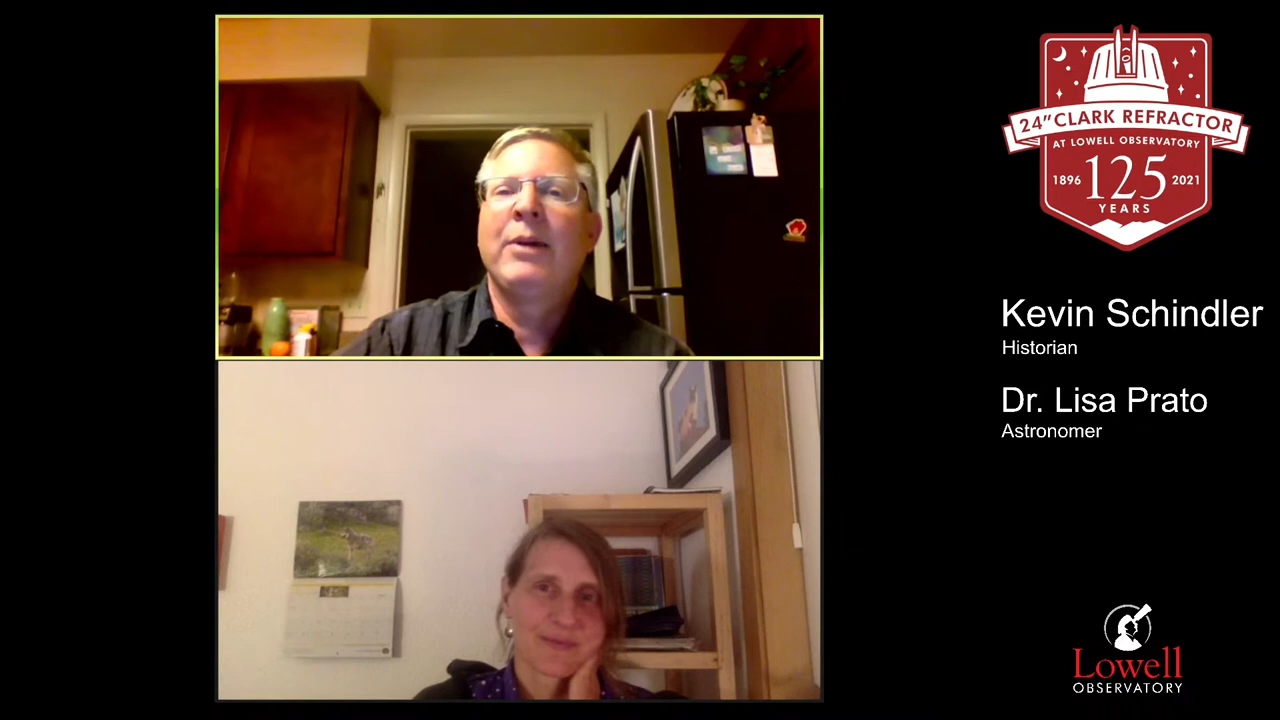 24" CLARK REFRACTOR
AT LOWELL OBSERVATORY
1896 125 2021
YEARS
Kevin Schindler
Historian
Dr. Lisa Prato
Astronomer
Lowell
OBSERVATORY